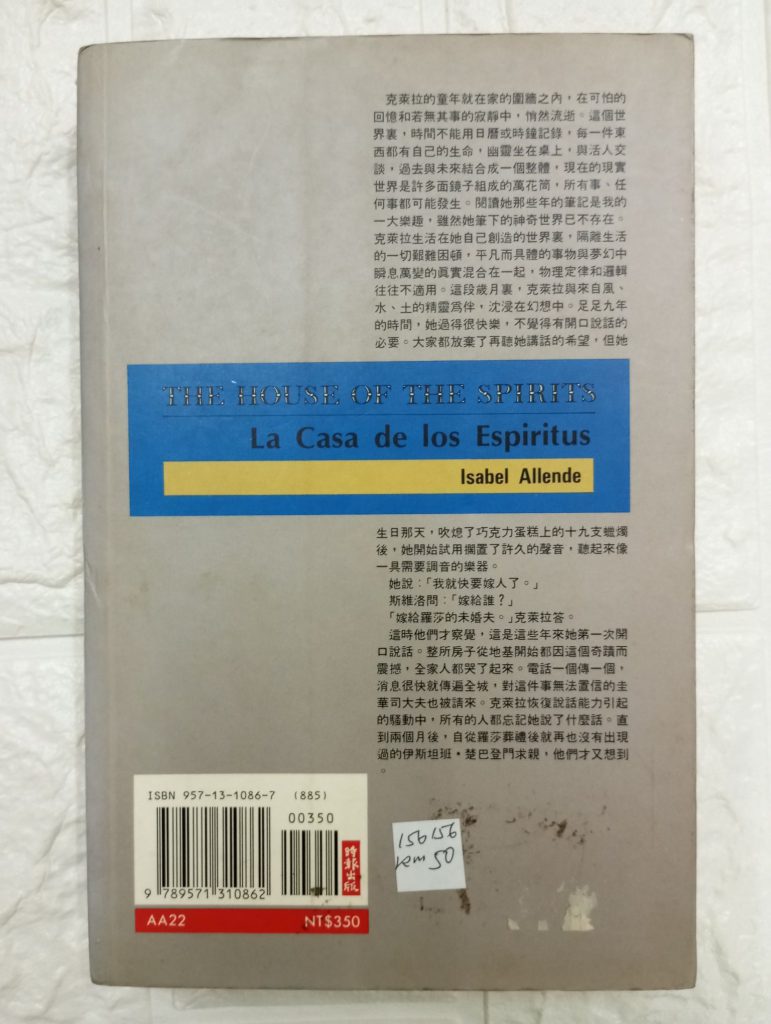 克萊拉的童年就在家的圍牆之內，在可怕的
回憶和若無其事的寂靜中，悄然流逝。這個世
界裏，時間不能用日曆或時鐘記錄，每一件東
西都有自己的生命，幽靈坐在桌上，與活人交
談，過去與未來結合成一個整體，現在的現實
世界是許多面鏡子組成的萬花筒，所有事、任
何事都可能發生。閱讀她那些年的筆記是我的
一大樂趣，雖然她筆下的神奇世界已不存在。
克萊拉生活在她自己創造的世界裏，隔離生活
的一切艱難困頓，平凡而具體的事物與夢幻中
瞬息萬變的眞實混合在一起，物理定律和邏輯
往往不適用。這段歲月裏，克萊拉與來自風、
水、土的精靈爲伴，沈浸在幻想中。足足九年
的時間，她過得很快樂，不覺得有開口說話的
必要。大家都放棄了再聽她講話的希望，但她
THE HOUSE OF THE SPIRITS
La Casa de los Espiritus
Isabel Allende
生日那天，吹熄了巧克力蛋糕上的十九支蠟燭
後，她開始試用擱置了許久的聲音，聽起來像
一具需要調音的樂器。
她說：「我就快要嫁人了。」
斯維洛問：「嫁給誰？」
「嫁給羅莎的未婚夫。」克萊拉答。
這時他們才察覺，這是這些年來她第一次開
口說話。整所房子從地基開始都因這個奇蹟而
震撼，全家人都哭了起來。電話一個傳一個，
消息很快就傳遍全城，對這件事無法置信的圭
華司大夫也被請來。克萊拉恢復說話能力引起
的騷動中，所有的人都忘記她說了什麼話。直
到兩個月後，自從羅莎葬禮後就再也沒有出現
過的伊斯坦班·楚巴登門求親，他們才又想到
。
ISBN 957-13-1086-7 (885)
00350
9 789571 310862
時報出版
AA22 NT$350
156156
RM 50